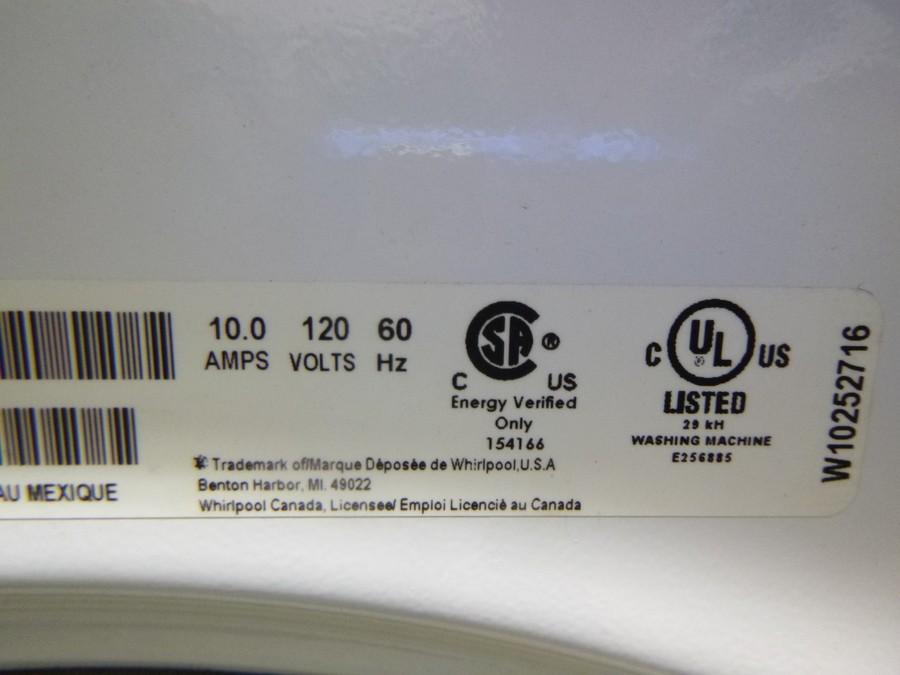 10.0 120 60
AMPS VOLTS Hz
AU MEXIQUE
SA ®
C US
Energy Verified
Only
154166
C UL ® US
LISTED
29 kH
WASHING MACHINE
E256885
Trademark of/Marque Déposée de Whirlpool,U.S.A
Benton Harbor, MI. 49022
Whirlpool Canada, Licensee/ Emploi Licencié au Canada
W10252716